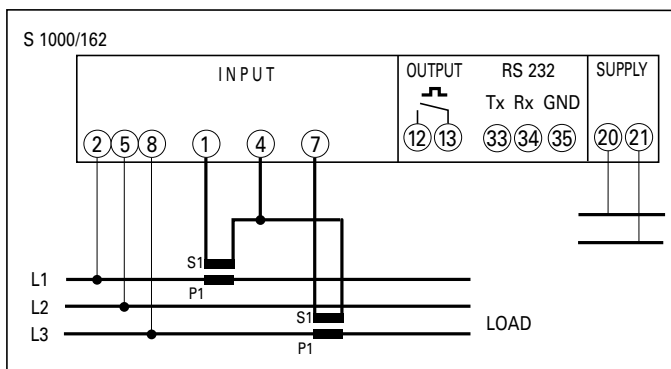 S 1000/162
INPUT
OUTPUT
RS 232
SUPPLY
Tx Rx GND
2 5 8 1 4 7 12 13 33 34 35 20 21
S1
L1
P1
L2
S1
LOAD
L3
P1